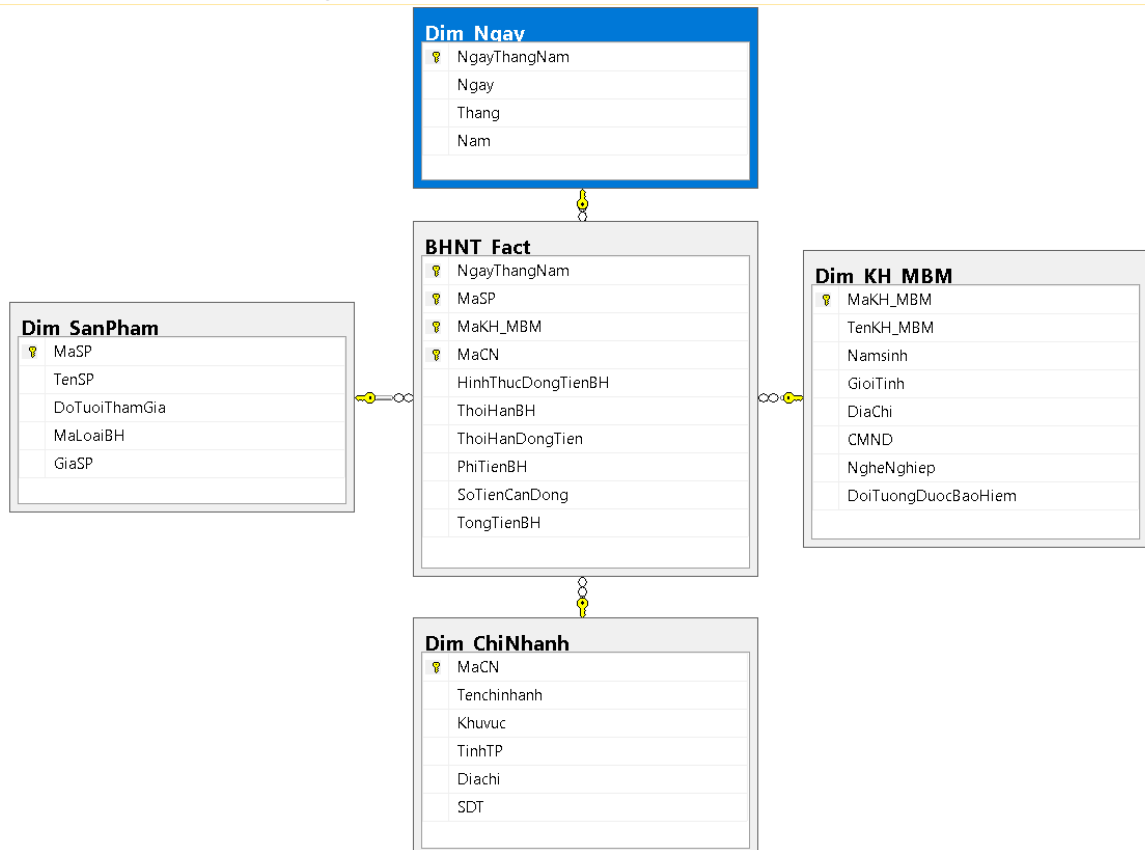 Dim_Ngay
NgayThangNam
Ngay
Thang
Nam
BHNT_Fact
NgayThangNam
MaSP
MaKH_MBM
MaCN
HinhThucDongTienBH
ThoiHanBH
ThoiHanDongTien
PhiTienBH
SoTienCanDong
TongTienBH
Dim_SanPham
MaSP
TenSP
DoTuoiThamGia
MaLoaiBH
GiaSP
Dim_KH_MBM
MaKH_MBM
TenKH_MBM
Namsinh
GioiTinh
DiaChi
CMND
NgheNghiep
DoiTuongDuocBaoHiem
Dim_ChiNhanh
MaCN
Tenchinhanh
Khuvuc
TinhTP
Diachi
SDT